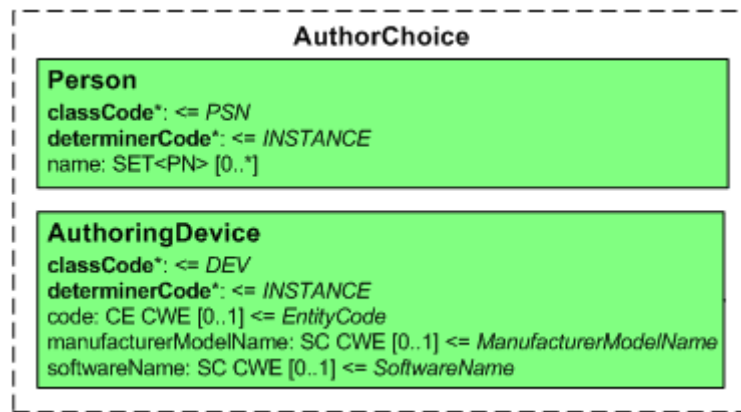 AuthorChoice
Person
classCode*: <= PSN
determinerCode*: <= INSTANCE
name: SET<PN> [0..*]
AuthoringDevice
classCode*: <= DEV
determinerCode*: <= INSTANCE
code: CE CWE [0..1] <= EntityCode
manufacturerModelName: SC CWE [0..1] <= ManufacturerModelName
softwareName: SC CWE [0..1] <= SoftwareName